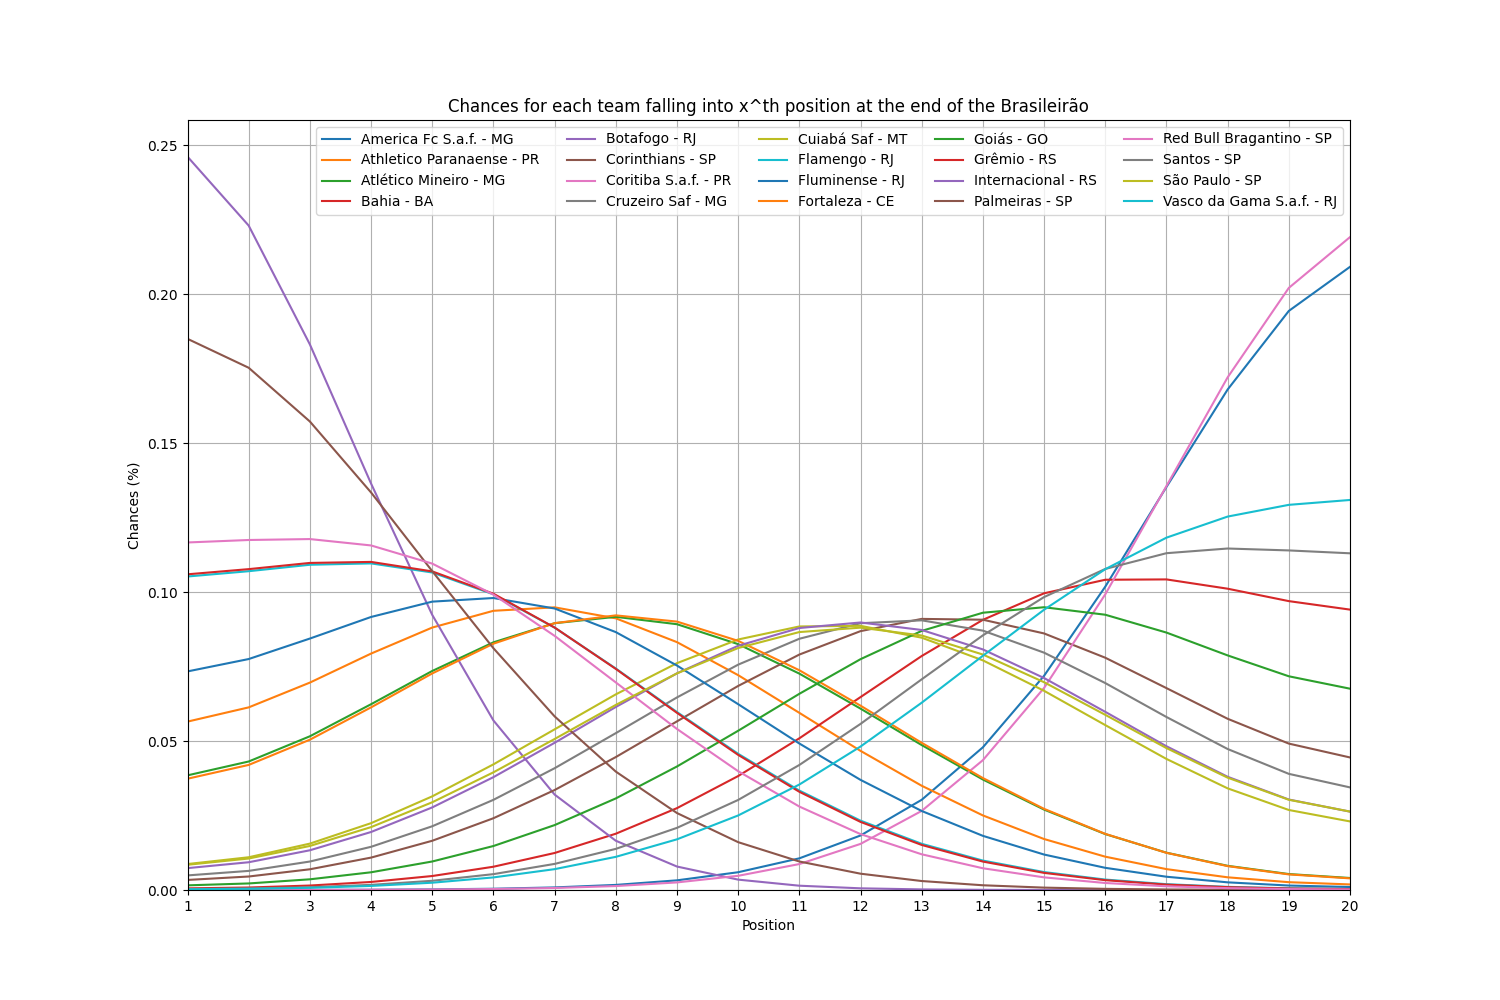 Chances for each team falling into x^th position at the end of the Brasileirão
America Fc S.a.f. - MG
Athletico Paranaense - PR
Atlético Mineiro - MG
Bahia - BA
Botafogo - RJ
Corinthians - SP
Coritiba S.a.f. - PR
Cruzeiro Saf - MG
Cuiabá Saf - MT
Flamengo - RJ
Fluminense - RJ
Fortaleza - CE
Goiás - GO
Grêmio - RS
Internacional - RS
Palmeiras - SP
Red Bull Bragantino - SP
Santos - SP
São Paulo - SP
Vasco da Gama S.a.f. - RJ
Chances (%)
0.25
0.20
0.15
0.10
0.05
0.00
1 2 3 4 5 6 7 8 9 10 11 12 13 14 15 16 17 18 19 20
Position